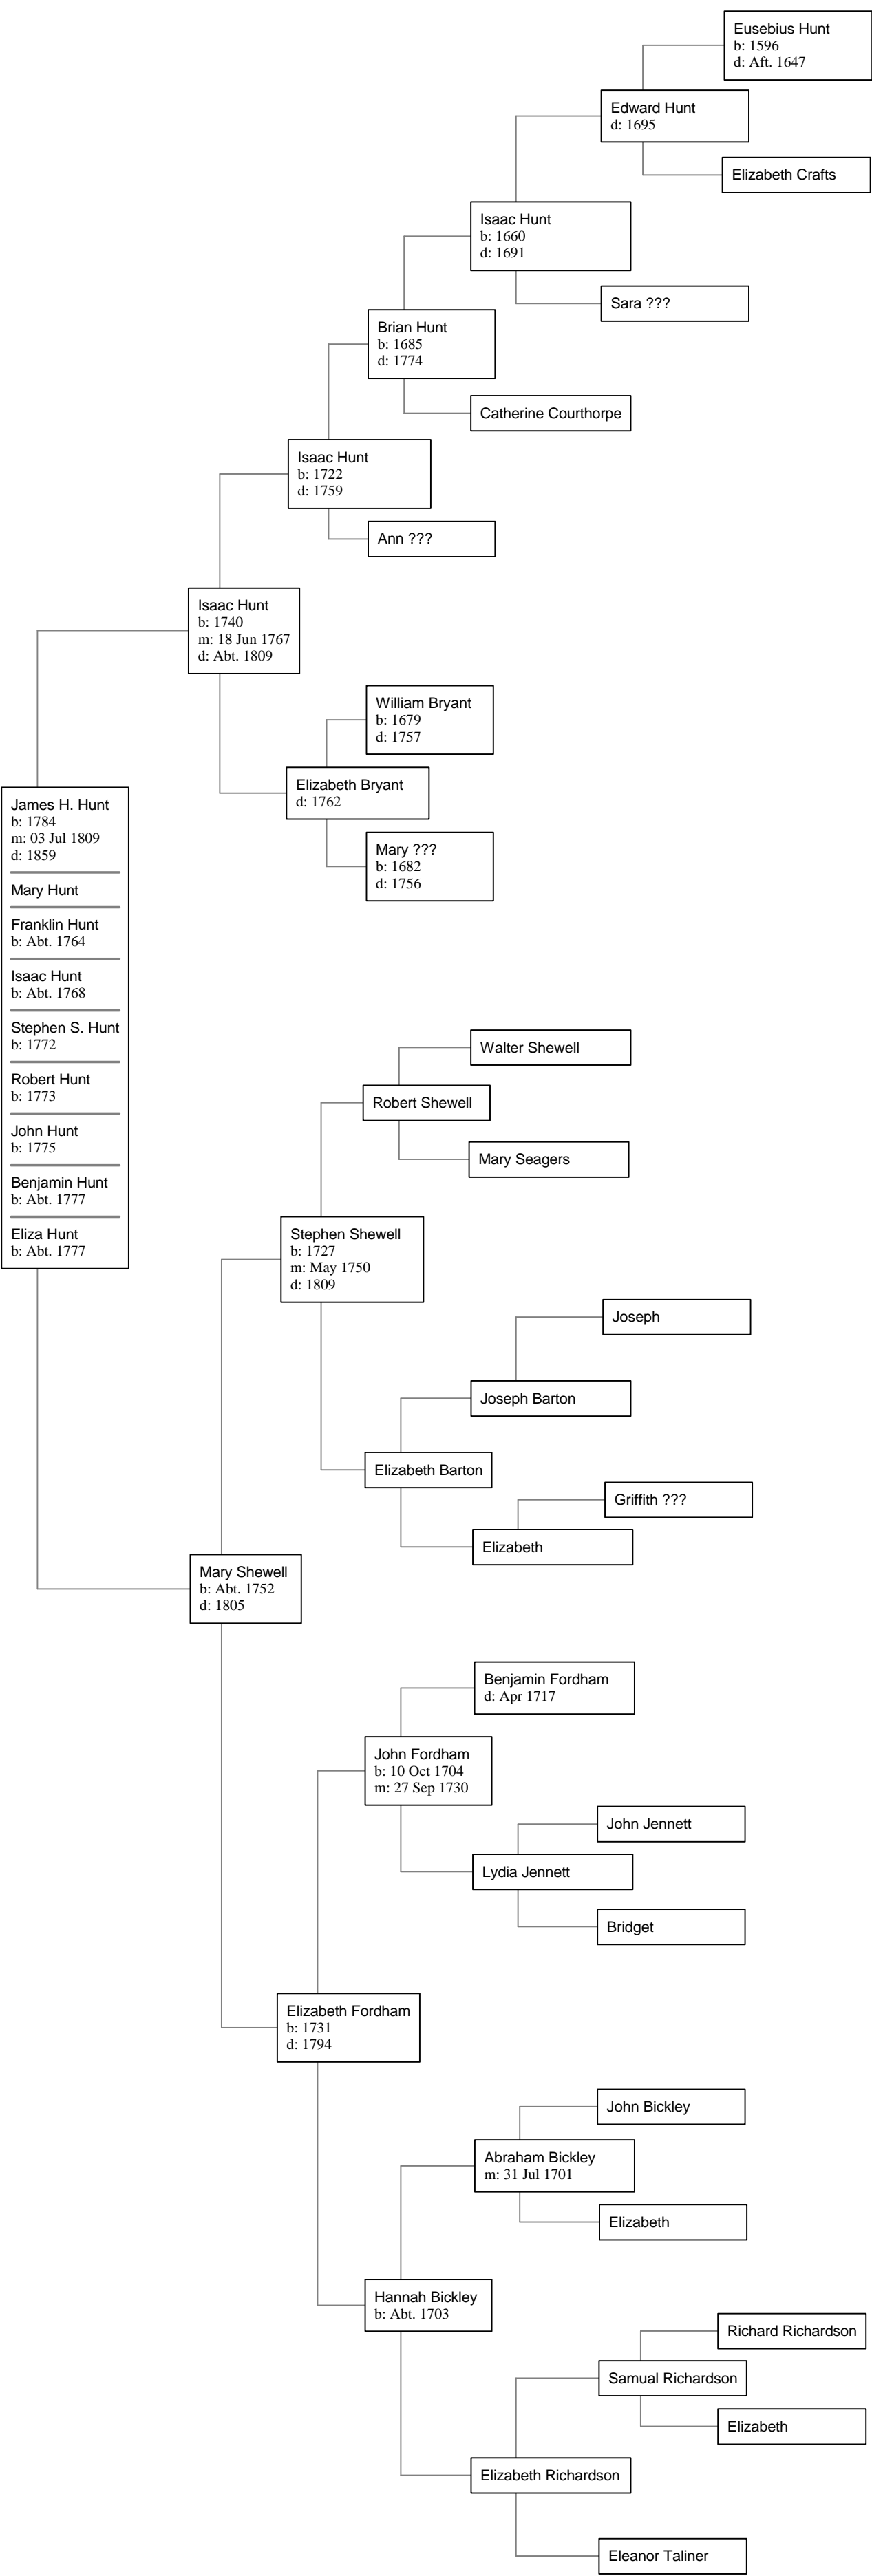 Eusebius Hunt
b: 1596
d: Aft. 1647
Edward Hunt
d: 1695
Elizabeth Crafts
Isaac Hunt
b: 1660
d: 1691
Sara ???
Brian Hunt
b: 1685
d: 1774
Catherine Courthorpe
Isaac Hunt
b: 1722
d: 1759
Ann ???
Isaac Hunt
b: 1740
m: 18 Jun 1767
d: Abt. 1809
William Bryant
b: 1679
d: 1757
Elizabeth Bryant
d: 1762
Mary ???
b: 1682
d: 1756
James H. Hunt
b: 1784
m: 03 Jul 1809
d: 1859
Mary Hunt
Franklin Hunt
b: Abt. 1764
Isaac Hunt
b: Abt. 1768
Stephen S. Hunt
b: 1772
Robert Hunt
b: 1773
John Hunt
b: 1775
Benjamin Hunt
b: Abt. 1777
Eliza Hunt
b: Abt. 1777
Walter Shewell
Robert Shewell
Mary Seagers
Stephen Shewell
b: 1727
m: May 1750
d: 1809
Joseph
Joseph Barton
Elizabeth Barton
Griffith ???
Elizabeth
Mary Shewell
b: Abt. 1752
d: 1805
Benjamin Fordham
d: Apr 1717
John Fordham
b: 10 Oct 1704
m: 27 Sep 1730
John Jennett
Lydia Jennett
Bridget
Elizabeth Fordham
b: 1731
d: 1794
John Bickley
Abraham Bickley
m: 31 Jul 1701
Elizabeth
Hannah Bickley
b: Abt. 1703
Richard Richardson
Samual Richardson
Elizabeth
Elizabeth Richardson
Eleanor Taliner